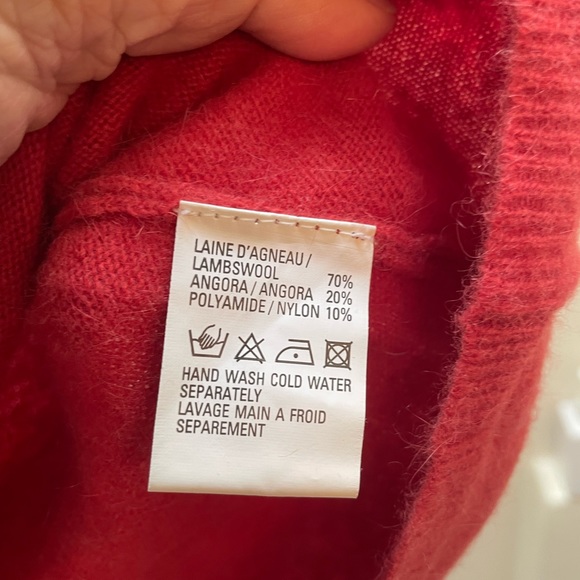 LAINE D'AGNEAU/
LAMBSWOOL 70%
ANGORA/ANGORA 20%
POLYAMIDE/NYLON 10%
HAND WASH COLD WATER
SEPARATELY
LAVAGE MAIN A FROID
SEPAREMENT